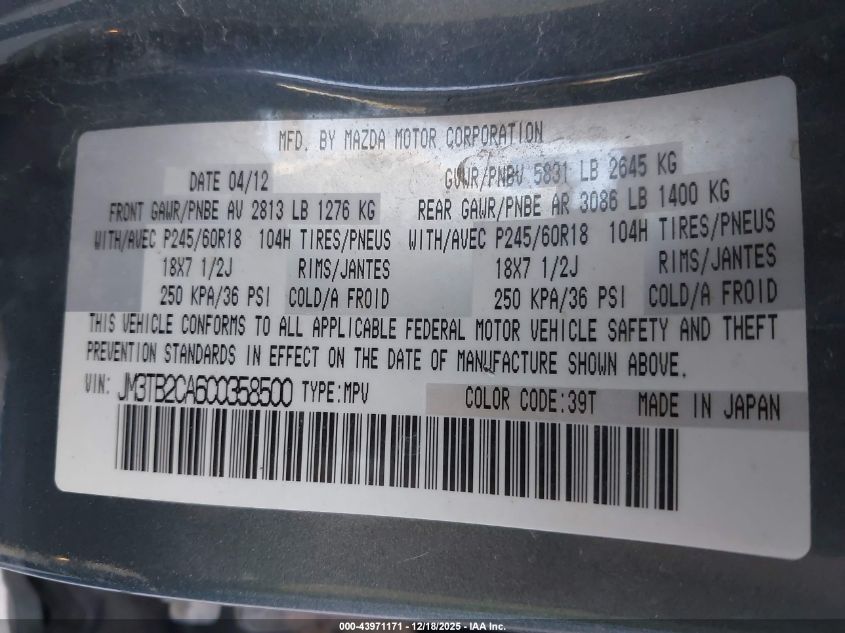 MFD. BY MAZDA MOTOR CORPORATION
DATE 04/12
GVWR/PNBV 5831 LB 2645 KG
FRONT GAWR/PNBE AV 2813 LB 1276 KG
REAR GAWR/PNBE AR 3086 LB 1400 KG
WITH/AVEC P245/60R18 104H TIRES/PNEUS
WITH/AVEC P245/60R18 104H TIRES/PNEUS
18X7 1/2J RIMS/JANTES
18X7 1/2J RIMS/JANTES
250 KPA/36 PSI COLD/A FROID
250 KPA/36 PSI COLD/A FROID
THIS VEHICLE CONFORMS TO ALL APPLICABLE FEDERAL MOTOR VEHICLE SAFETY AND THEFT
PREVENTION STANDARDS IN EFFECT ON THE DATE OF MANUFACTURE SHOWN ABOVE.
VIN: JM3TB2CA6C0358500 TYPE:MPV
COLOR CODE:39T MADE IN JAPAN
000-43971171 - 12/18/2025 - IAA Inc.